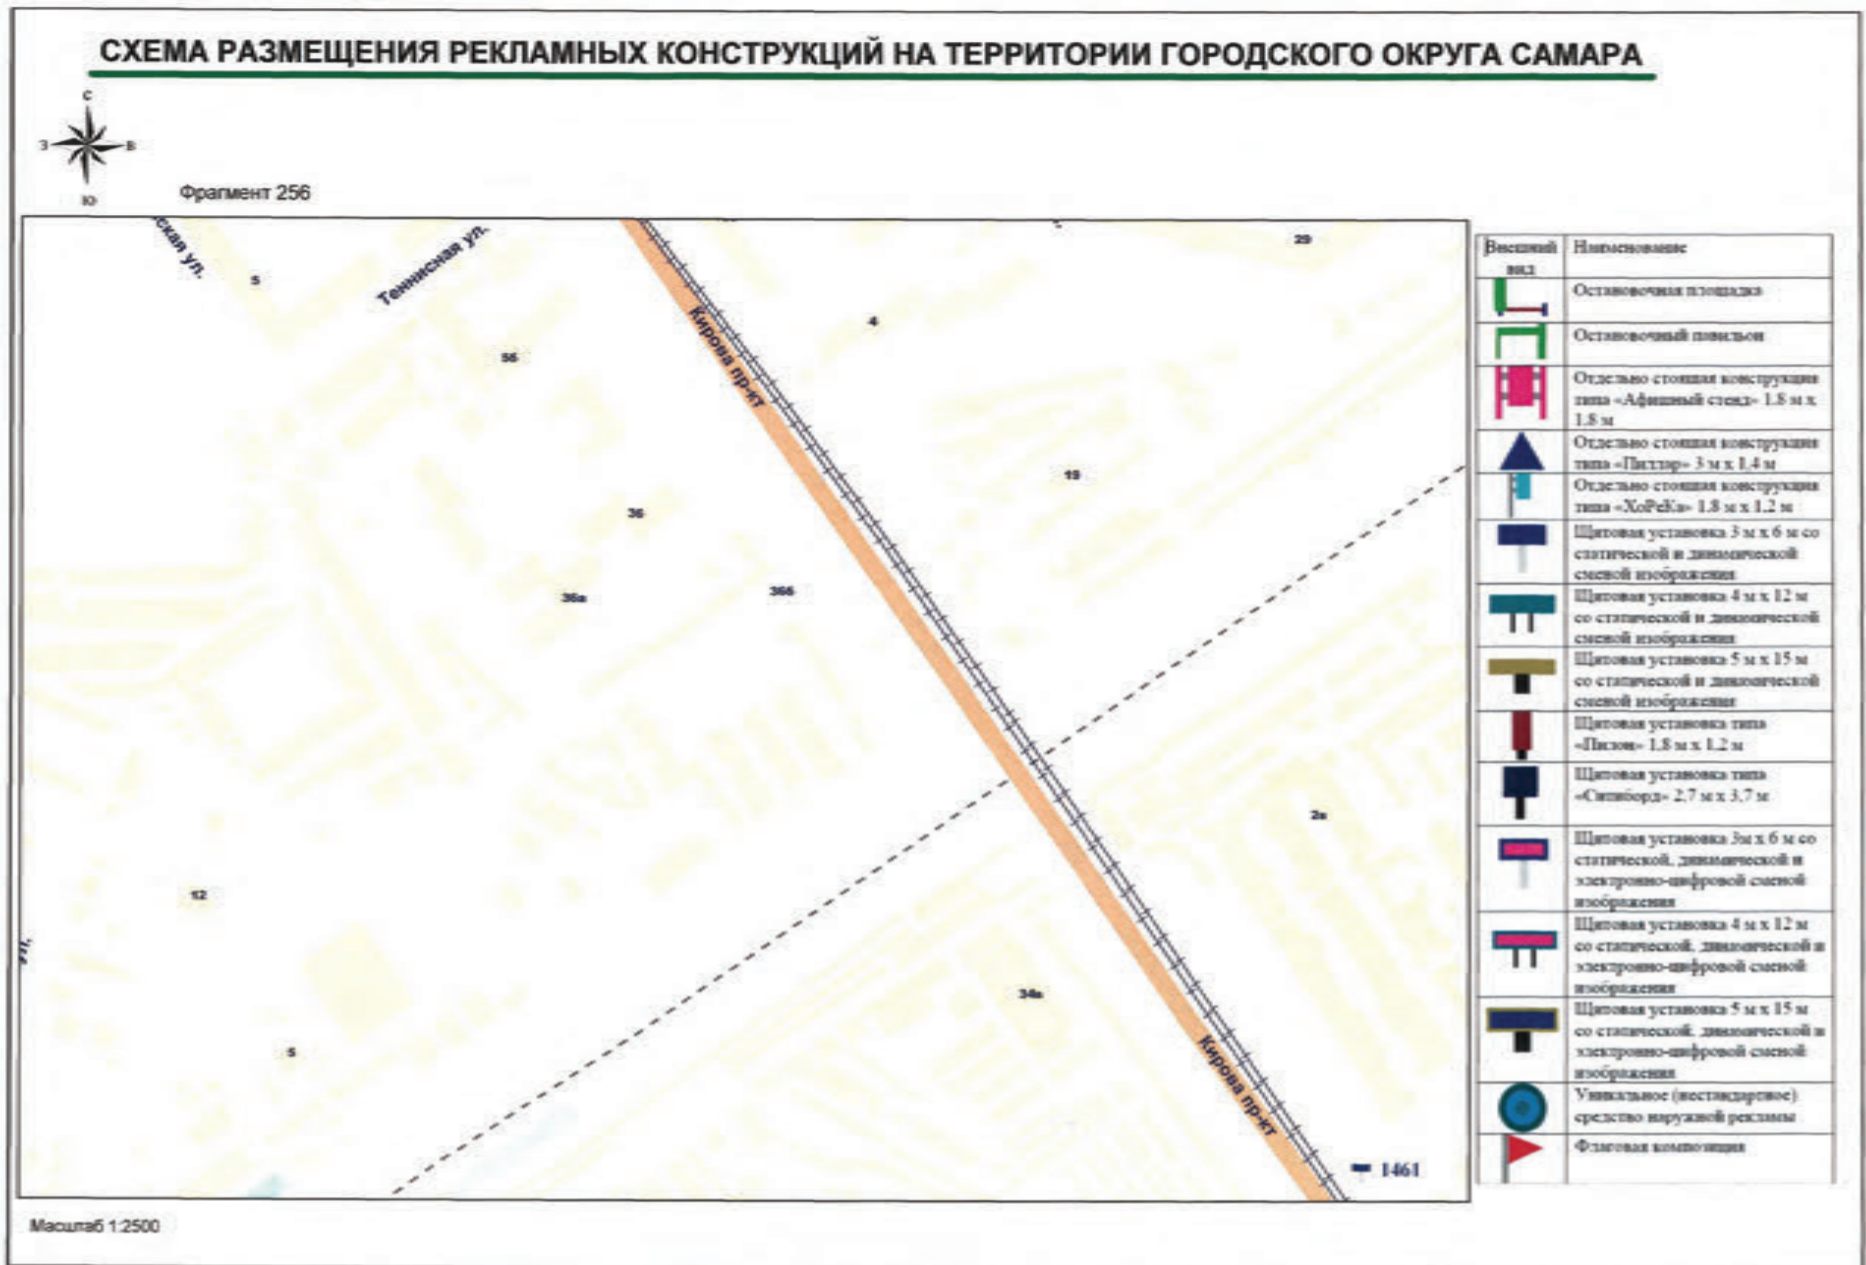 СХЕМА РАЗМЕЩЕНИЯ РЕКЛАМНЫХ КОНСТРУКЦИЙ НА ТЕРРИТОРИИ ГОРОДСКОГО ОКРУГА САМАРА
С
З В
Ю
Фрагмент 256
ская ул.
Теннисная ул.
29
5
4
Кирова пр-кт
19
36
36а
36б
2а
12
ул.
34а
5
Кирова пр-кт
1461
Внешний вид
Наименование
Остановочная площадка
Остановочный павильон
Отдельно стоящая конструкция
типа «Афишный стенд» 1.8 м х
1.8 м
Отдельно стоящая конструкция
типа «Пиллар» 3 м х 1.4 м
Отдельно стоящая конструкция
типа «ХоРеКа» 1.8 м х 1.2 м
Щитовая установка 3 м х 6 м со
статической и динамической
сменой изображения
Щитовая установка 4 м х 12 м
со статической и динамической
сменой изображения
Щитовая установка 5 м х 15 м
со статической и динамической
сменой изображения
Щитовая установка типа
«Пилон» 1,8 м х 1,2 м
Щитовая установка типа
«Ситиборд» 2,7 м х 3,7 м
Щитовая установка 3м х 6 м со
статической, динамической и
электронно-цифровой сменой
изображения
Щитовая установка 4 м х 12 м
со статической, динамической и
электронно-цифровой сменой
изображения
Щитовая установка 5 м х 15 м
со статической, динамической и
электронно-цифровой сменой
изображения
Уникальное (нестандартное)
средство наружной рекламы
Флаговая композиция
Масштаб 1:2500